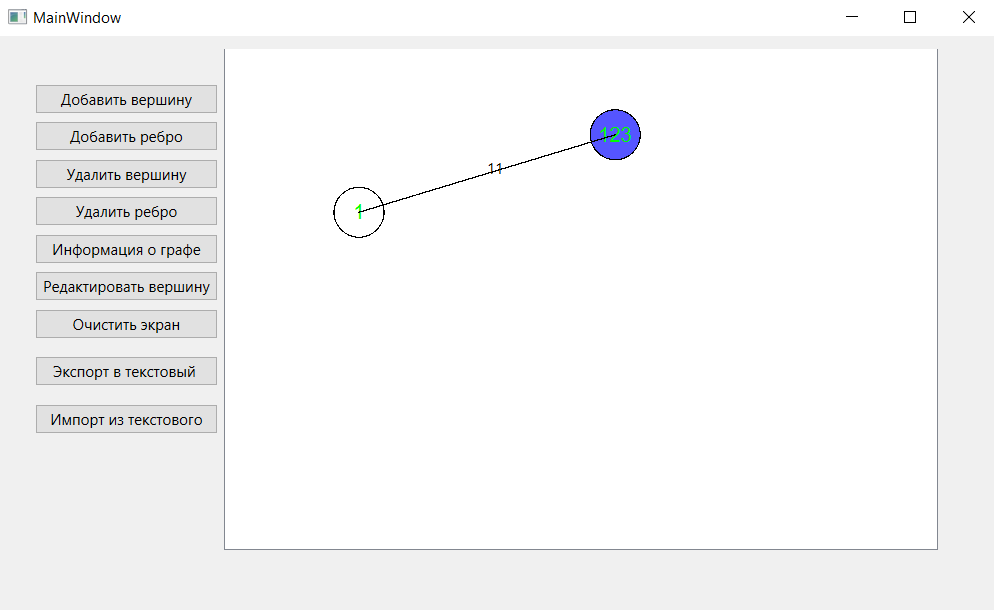 MainWindow
Добавить вершину
Добавить ребро
Удалить вершину
Удалить ребро
Информация о графе
Редактировать вершину
Очистить экран
Экспорт в текстовый
Импорт из текстового
123
11
1